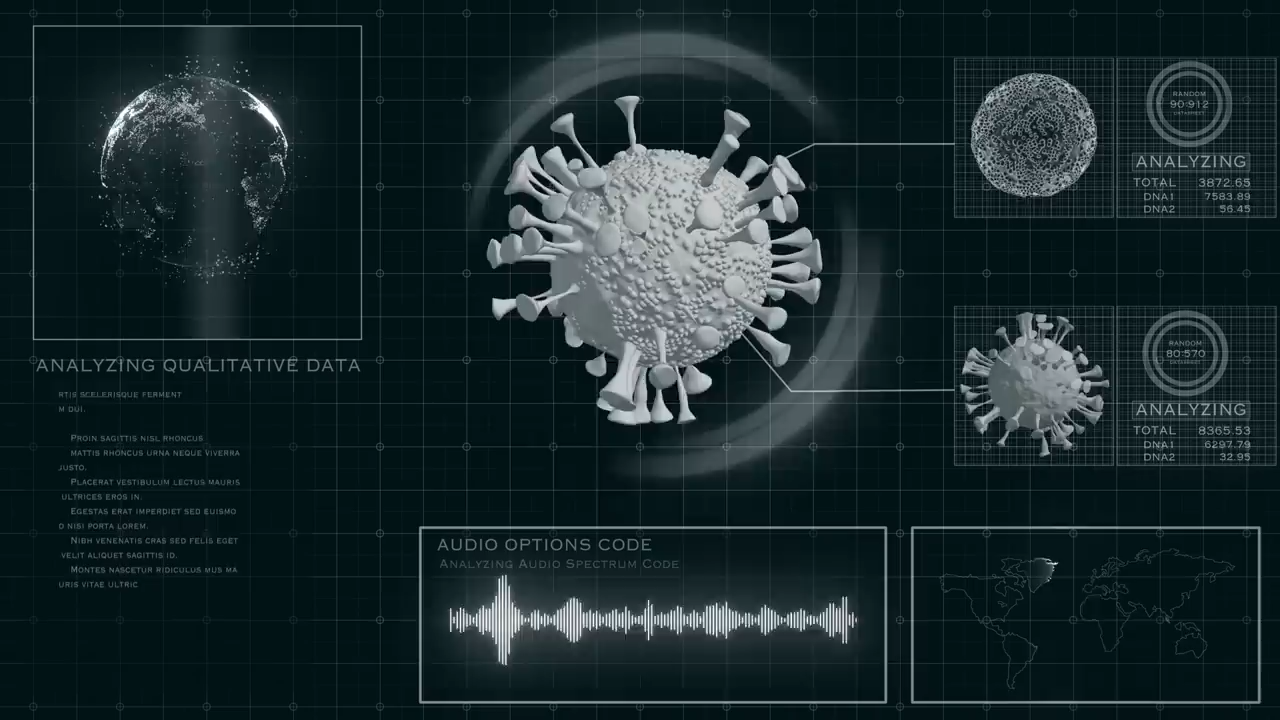 ANALYZING QUALITATIVE DATA
RTIS SCELERISQUE FERMENT
M DUI.
PROIN SAGITTIS NISL RHONCUS
MATTIS RHONCUS URNA NEQUE VIVERRA
JUSTO.
PLACERAT VESTIBULUM LECTUS MAURIS
ULTRICES EROS IN.
EGESTAS ERAT IMPERDIET SED EUISMO
D NISI PORTA LOREM.
NIBH VENENATIS CRAS SED FELIS EGET
VELIT ALIQUET SAGITTIS ID.
MONTES NASCETUR RIDICULUS MUS MA
URIS VITAE ULTRIC
RANDOM
90:912
ANALYZING
TOTAL 3872.65
DNA1 7583.89
DNA2 56.45
RANDOM
80:570
ANALYZING
TOTAL 8365.53
DNA1 6297.79
DNA2 32.95
AUDIO OPTIONS CODE
ANALYZING AUDIO SPECTRUM CODE